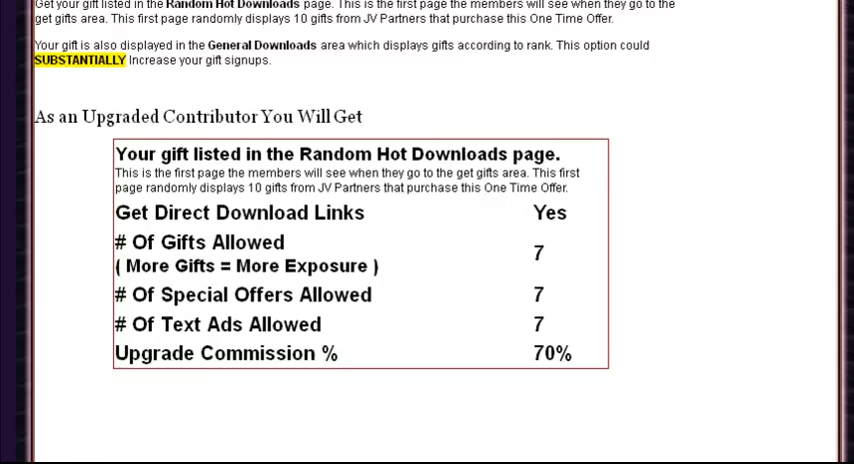 Get your gift listed in the Random Hot Downloads page. This is the first page the members will see when they go to the
get gifts area. This first page randomly displays 10 gifts from JV Partners that purchase this One Time Offer.
Your gift is also displayed in the General Downloads area which displays gifts according to rank. This option could
SUBSTANTIALLY Increase your gift signups.
As an Upgraded Contributor You Will Get
Your gift listed in the Random Hot Downloads page.
This is the first page the members will see when they go to the get gifts area. This first
page randomly displays 10 gifts from JV Partners that purchase this One Time Offer.
Get Direct Download Links Yes
# Of Gifts Allowed
( More Gifts = More Exposure ) 7
# Of Special Offers Allowed 7
# Of Text Ads Allowed 7
Upgrade Commission % 70%